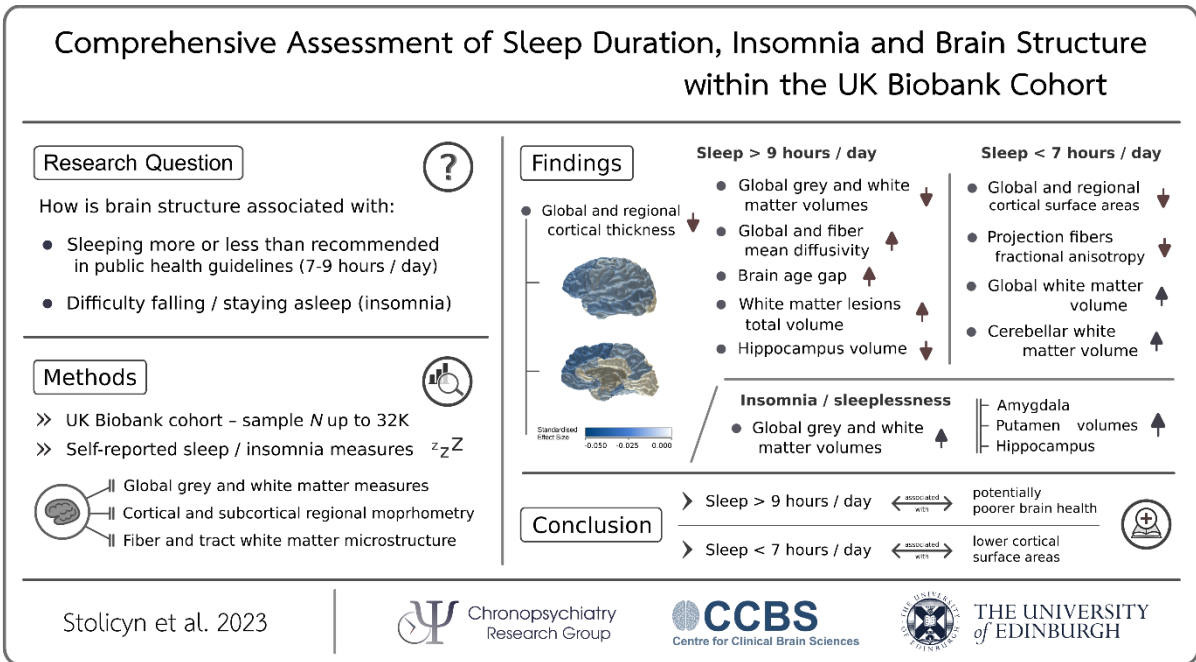 Comprehensive Assessment of Sleep Duration, Insomnia and Brain Structure
within the UK Biobank Cohort
Research Question
?
How is brain structure associated with:
Sleeping more or less than recommended
in public health guidelines (7-9 hours / day)
Difficulty falling / staying asleep (insomnia)
Methods
UK Biobank cohort – sample N up to 32K
Self-reported sleep / insomnia measures
z z Z
Global grey and white matter measures
Cortical and subcortical regional moprhometry
Fiber and tract white matter microstructure
Findings
Global and regional
cortical thickness
Standardised
Effect Size
-0.050 -0.025 0.000
Sleep > 9 hours / day
Global grey and white
matter volumes
Global and fiber
mean diffusivity
Brain age gap
White matter lesions
total volume
Hippocampus volume
Sleep < 7 hours / day
Global and regional
cortical surface areas
Projection fibers
fractional anisotropy
Global white matter
volume
Cerebellar white
matter volume
Insomnia / sleeplessness
Global grey and white
matter volumes
Amygdala
Putamen volumes
Hippocampus
Conclusion
Sleep > 9 hours / day
associated
with
potentially
poorer brain health
Sleep < 7 hours / day
associated
with
lower cortical
surface areas
Stolicyn et al. 2023
Chronopsychiatry
Research Group
CCBS
Centre for Clinical Brain Sciences
THE UNIVERSITY
of EDINBURGH